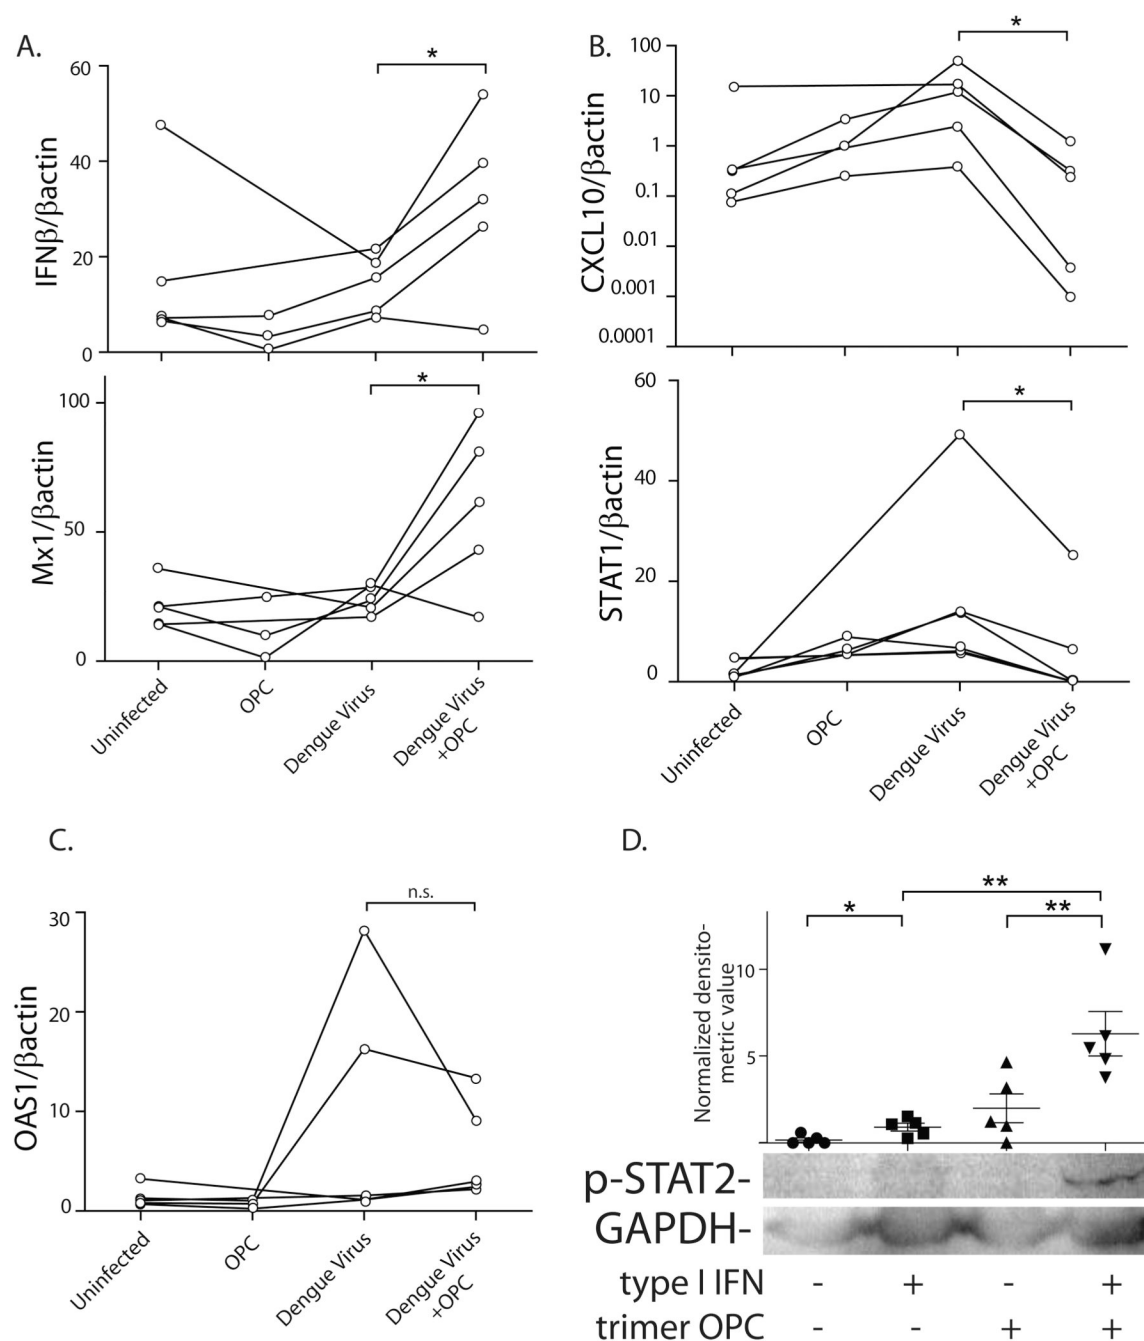 A.
*
60
40
20
0
IFNβ/βactin
*
100
50
0
Mx1/βactin
Uninfected
OPC
Dengue Virus
Dengue Virus
+OPC
B.
*
100
10
1
0.1
0.01
0.001
0.0001
CXCL10/βactin
*
60
40
20
0
STAT1/βactin
Uninfected
OPC
Dengue Virus
Dengue Virus
+OPC
C.
n.s.
30
20
10
0
OAS1/βactin
Uninfected
OPC
Dengue Virus
Dengue Virus
+OPC
D.
**
* **
10
5
Normalized densito-
metric value
p-STAT2-
GAPDH-
type I IFN - + - +
trimer OPC - - + +